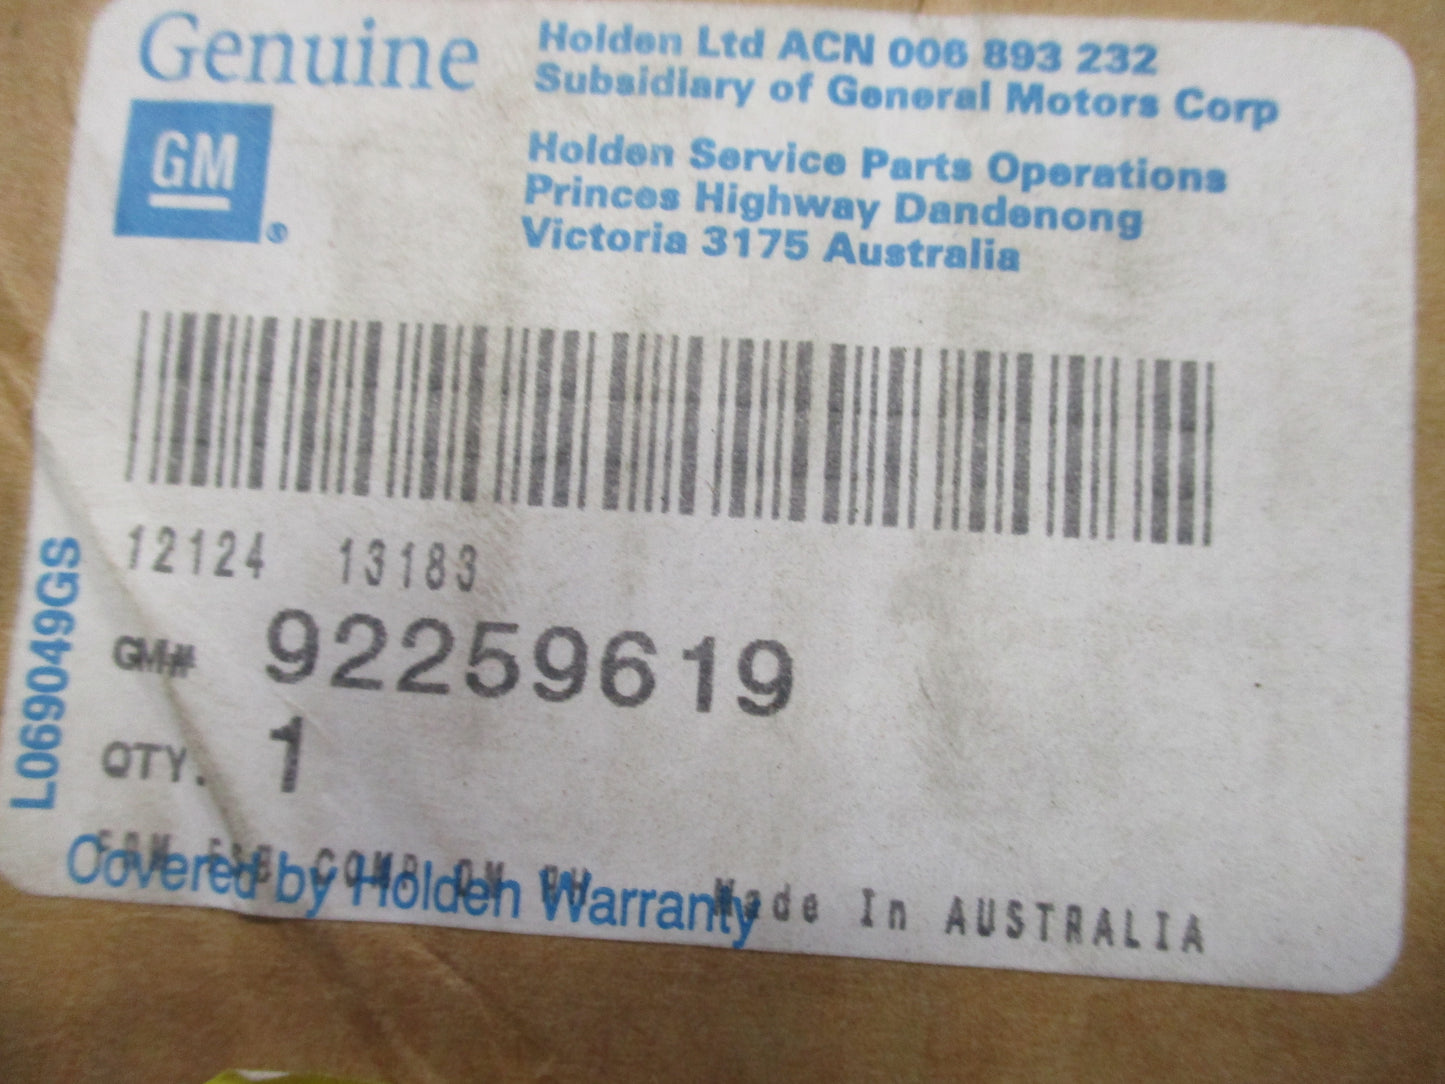 Genuine
GM
®
Holden Ltd ACN 006 893 232
Subsidiary of General Motors Corp
Holden Service Parts Operations
Princes Highway Dandenong
Victoria 3175 Australia
12124 13183
GM# 92259619
QTY. 1
COMP
Made In AUSTRALIA
Covered by Holden Warranty
L069049GS